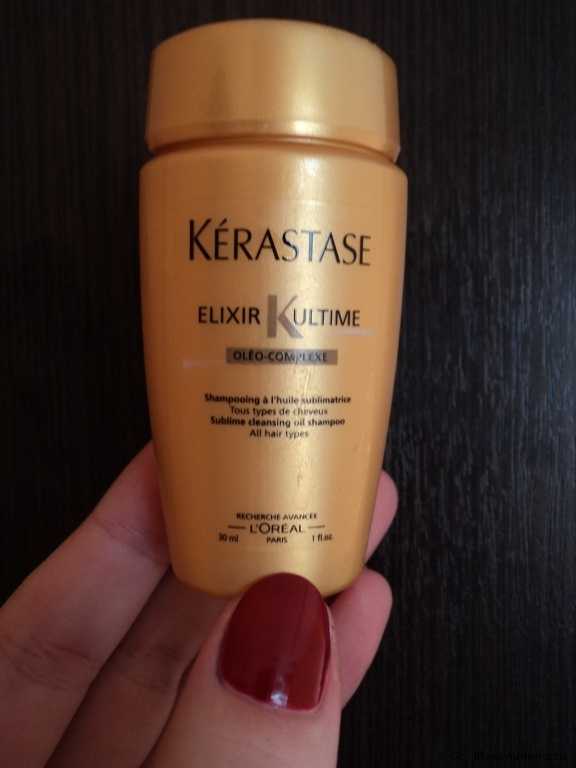 KÉRASTASE
ELIXIR K ULTIME
OLÉO-COMPLEXE
Shampooing à l'huile sublimatrice
Tous types de cheveux
Sublime cleansing oil shampoo
All hair types
RECHERCHE AVANCÉE
L'ORÉAL
30 ml PARIS 1 fl.oz.